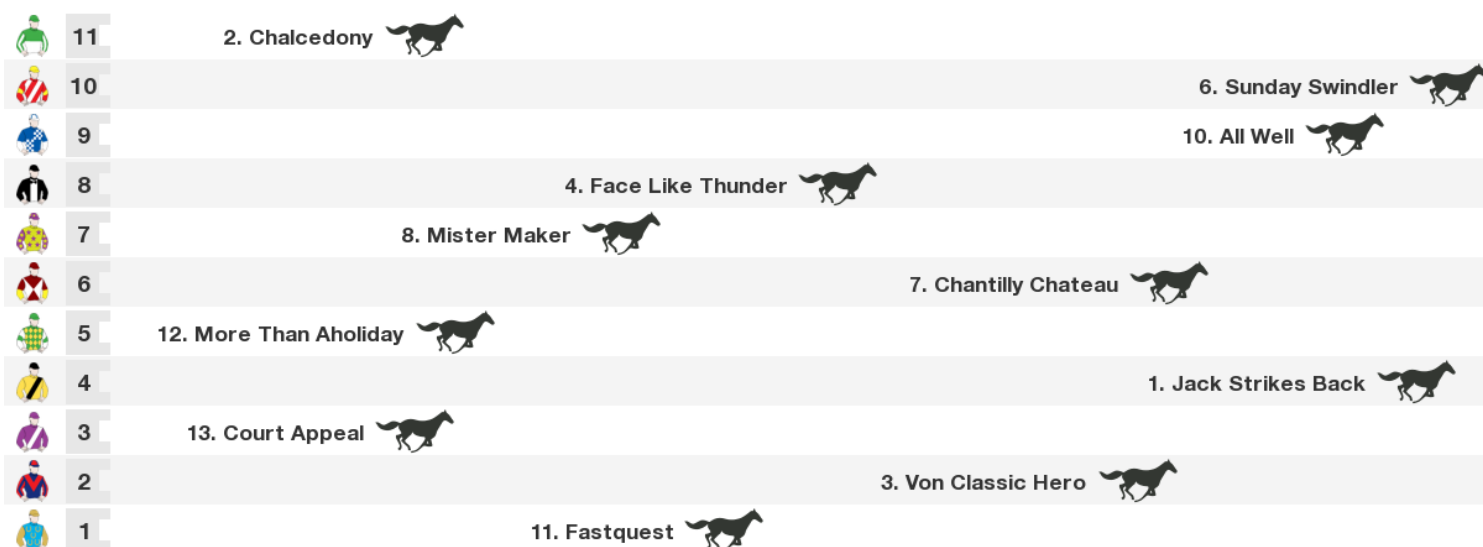 11 2. Chalcedony
10 6. Sunday Swindler
9 10. All Well
8 4. Face Like Thunder
7 8. Mister Maker
6 7. Chantilly Chateau
5 12. More Than Aholiday
4 1. Jack Strikes Back
3 13. Court Appeal
2 3. Von Classic Hero
1 11. Fastquest